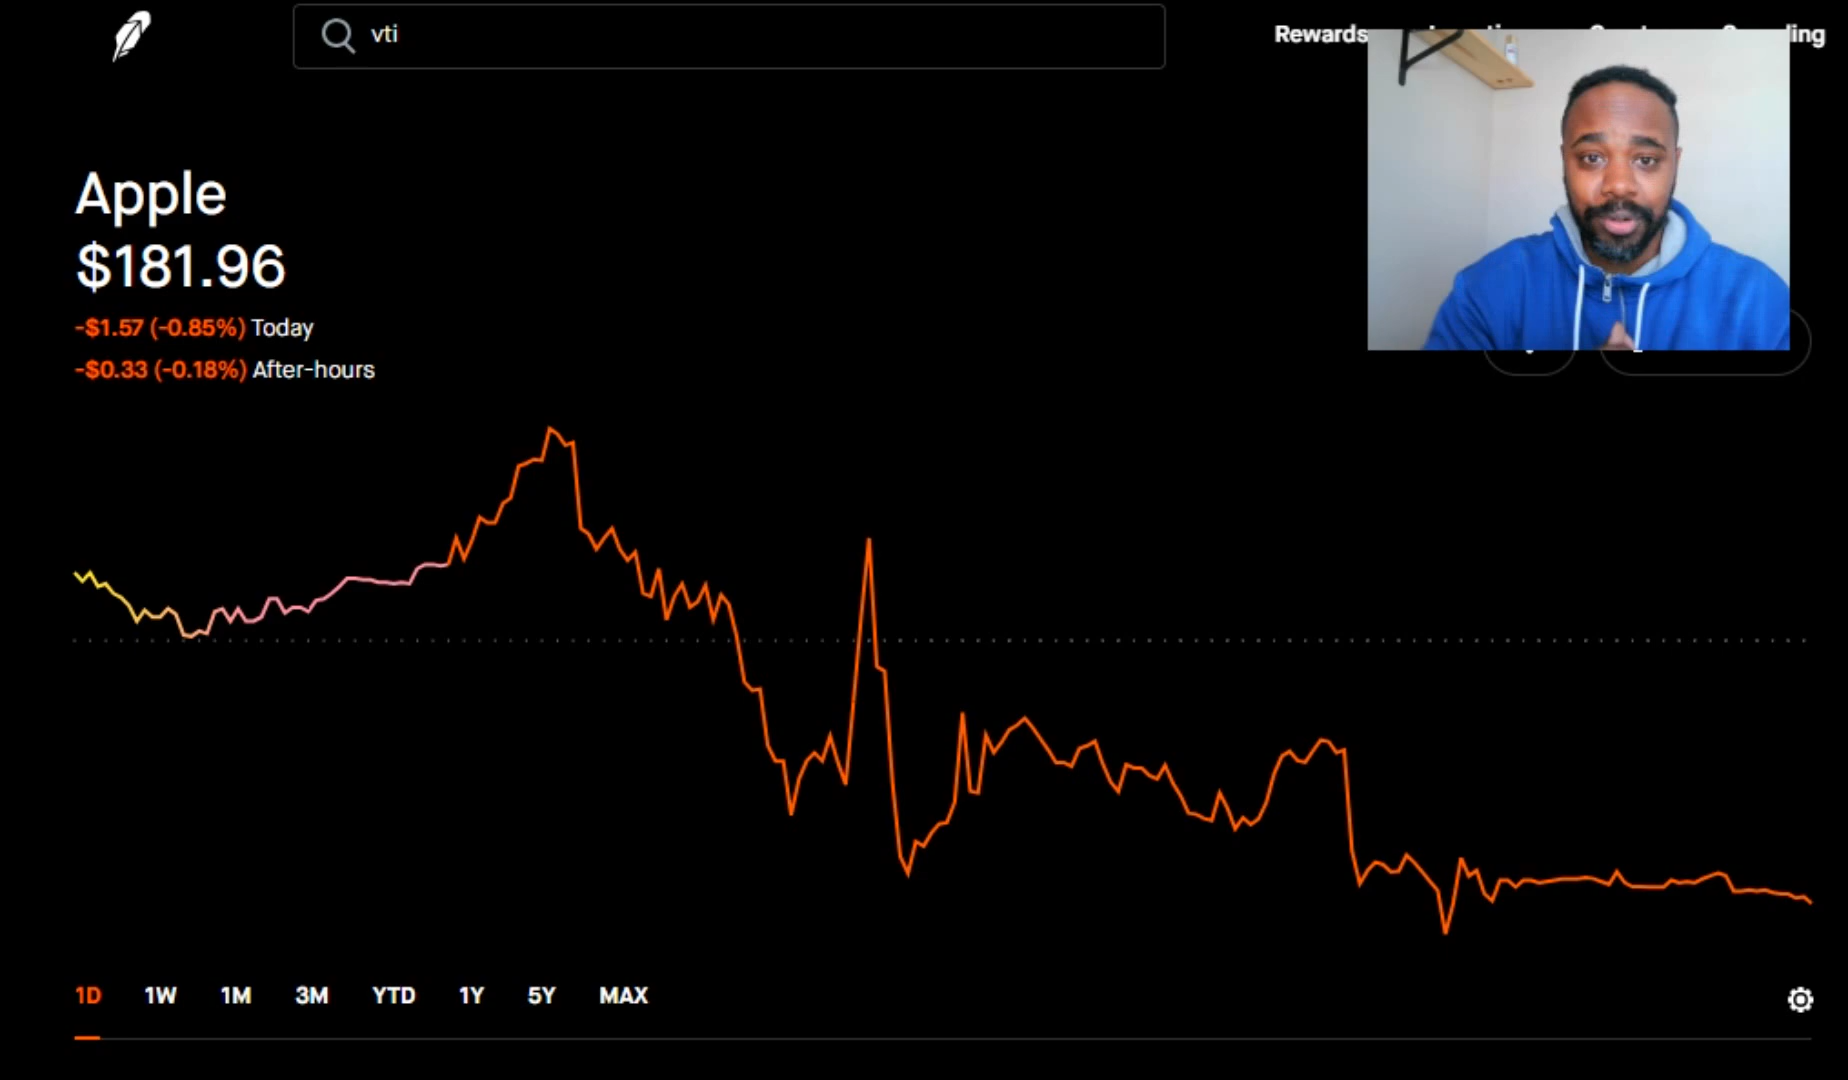 vti
Rewards
ling
Apple
$181.96
-$1.57 (-0.85%) Today
-$0.33 (-0.18%) After-hours
1D 1W 1M 3M YTD 1Y 5Y MAX